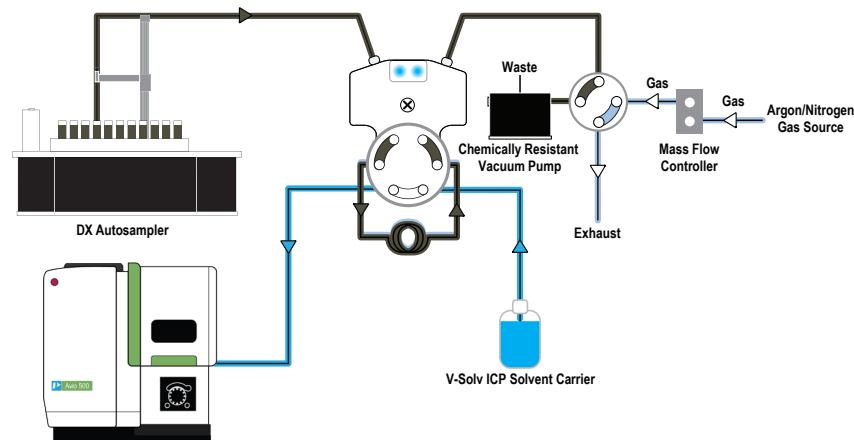 Waste
Gas
Gas
Argon/Nitrogen
Gas Source
Chemically Resistant
Vacuum Pump
Mass Flow
Controller
DX Autosampler
Exhaust
V-Solv ICP Solvent Carrier
Avio 500